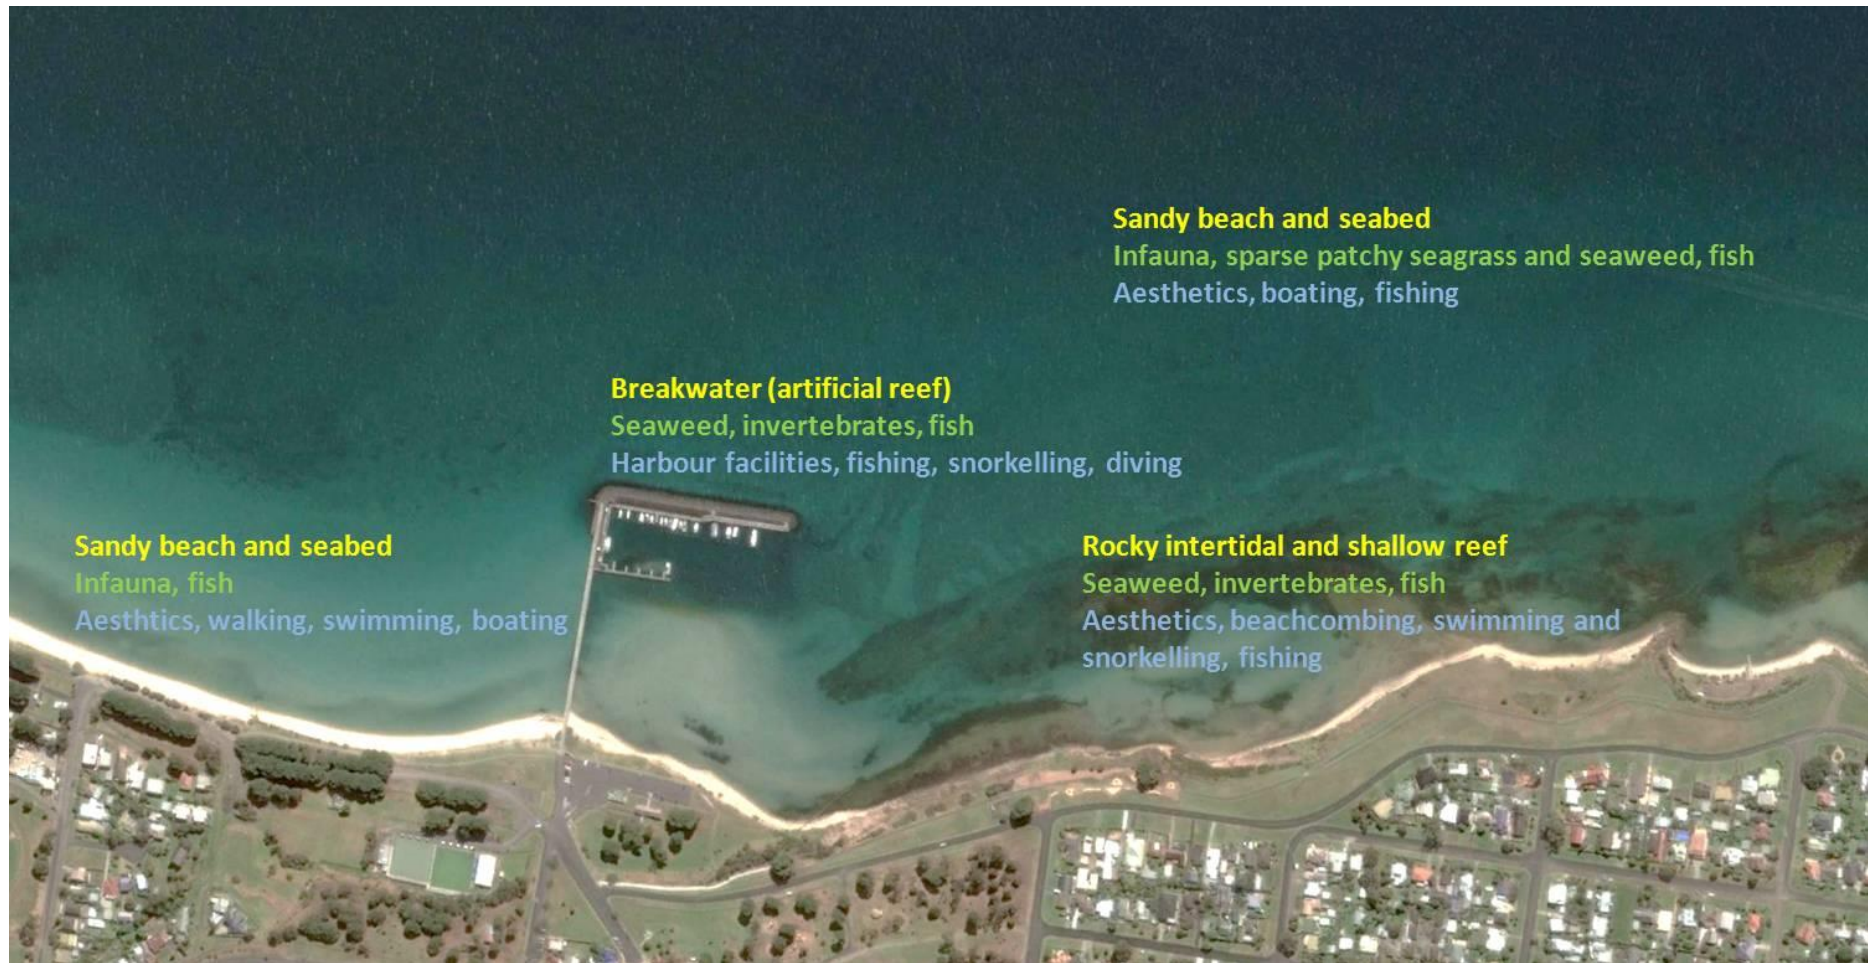 Sandy beach and seabed
Infauna, sparse patchy seagrass and seaweed, fish
Aesthetics, boating, fishing
Breakwater (artificial reef)
Seaweed, invertebrates, fish
Harbour facilities, fishing, snorkelling, diving
Sandy beach and seabed
Infauna, fish
Aesthtics, walking, swimming, boating
Rocky intertidal and shallow reef
Seaweed, invertebrates, fish
Aesthetics, beachcombing, swimming and
snorkelling, fishing